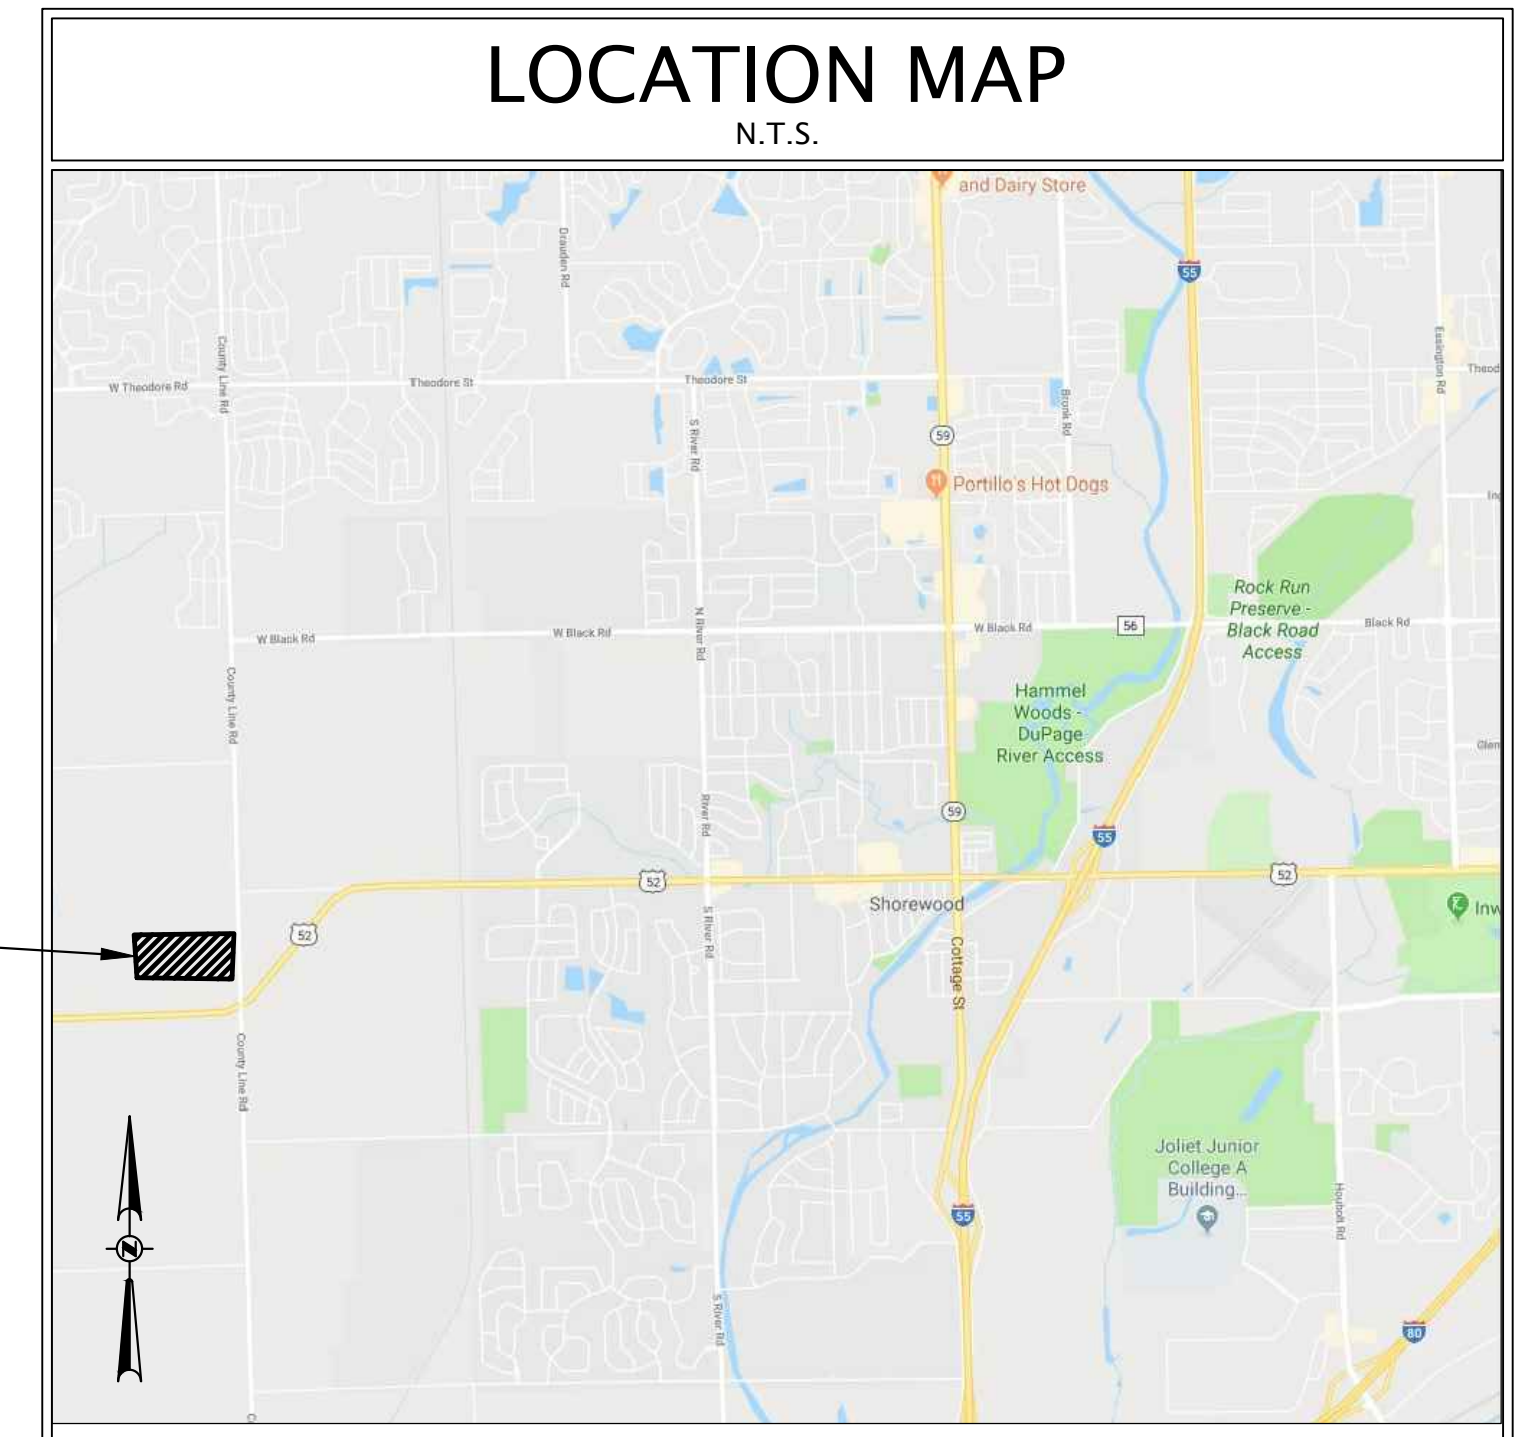 LOCATION MAP
N.T.S.
and Dairy Store
Drauden Rd
55
County Line Rd
Essington Rd
W Theodore Rd
Theodore St
Theodore St
Theod
Bronk Rd
S River Rd
59
Portillo's Hot Dogs
Rock Run
Preserve -
Black Road
Access
N River Rd
W Black Rd
W Black Rd
W Black Rd
56
Black Rd
County Line Rd
Hammel
Woods -
DuPage
River Access
Glen
River Rd
59
55
52
52
Shorewood
Inw
52
S River Rd
Cottage St
County Line Rd
N
Joliet Junior
College A
Building...
Houbolt Rd
55
S River Rd
80